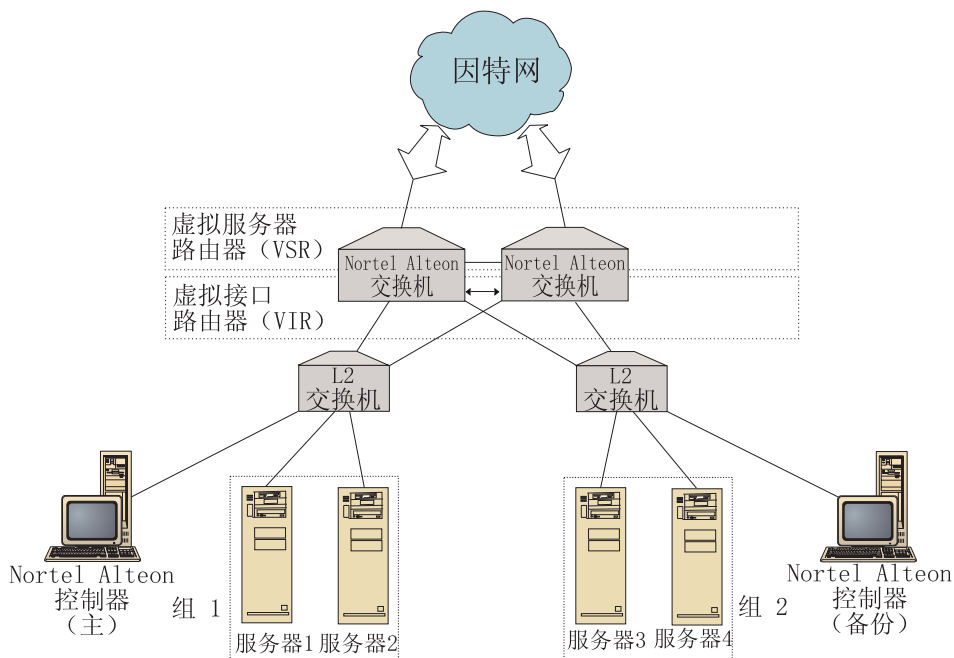 因特网
虚拟服务器
路由器（VSR）
Nortel Alteon
交换机
Nortel Alteon
交换机
虚拟接口
路由器（VIR）
L2
交换机
L2
交换机
Nortel Alteon
控制器
（主）
组 1
服务器1
服务器2
服务器3
服务器4
组 2
Nortel Alteon
控制器
（备份）